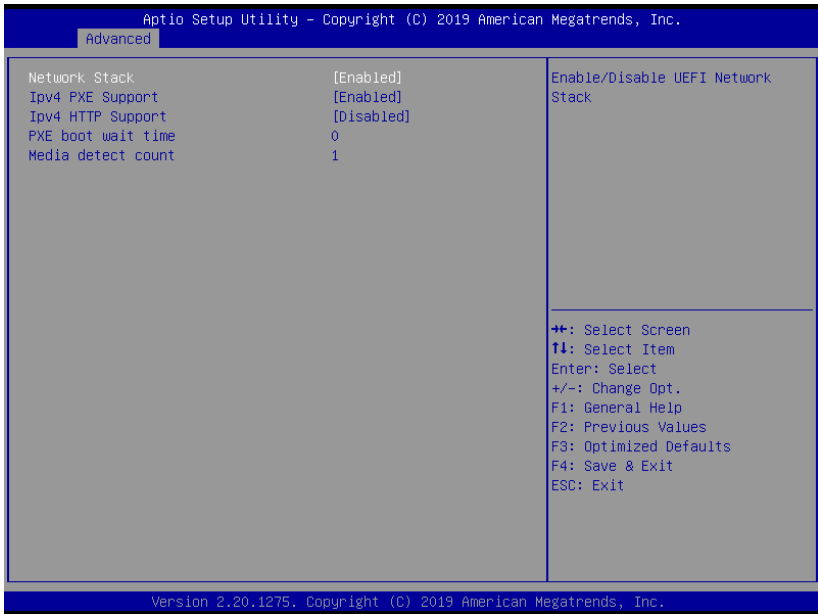 Aptio Setup Utility – Copyright (C) 2019 American Megatrends, Inc.
Advanced
Network Stack [Enabled]
Ipv4 PXE Support [Enabled]
Ipv4 HTTP Support [Disabled]
PXE boot wait time 0
Media detect count 1
Enable/Disable UEFI Network
Stack
→←: Select Screen
↑↓: Select Item
Enter: Select
+/-: Change Opt.
F1: General Help
F2: Previous Values
F3: Optimized Defaults
F4: Save & Exit
ESC: Exit
Version 2.20.1275. Copyright (C) 2019 American Megatrends, Inc.